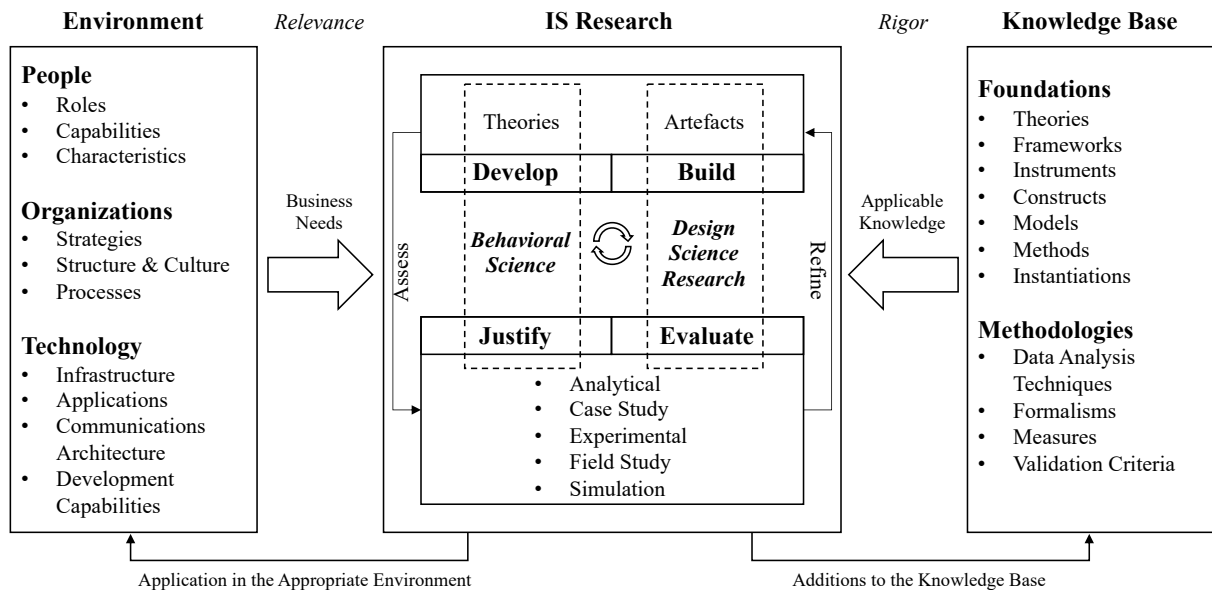 Environment
Relevance
IS Research
Rigor
Knowledge Base
People
• Roles
• Capabilities
• Characteristics
Organizations
• Strategies
• Structure & Culture
• Processes
Technology
• Infrastructure
• Applications
• Communications
Architecture
• Development
Capabilities
Business
Needs
Theories
Artefacts
Develop
Build
Assess
Behavioral
Science
Design
Science
Research
Refine
Justify
Evaluate
• Analytical
• Case Study
• Experimental
• Field Study
• Simulation
Applicable
Knowledge
Foundations
• Theories
• Frameworks
• Instruments
• Constructs
• Models
• Methods
• Instantiations
Methodologies
• Data Analysis
Techniques
• Formalisms
• Measures
• Validation Criteria
Application in the Appropriate Environment
Additions to the Knowledge Base